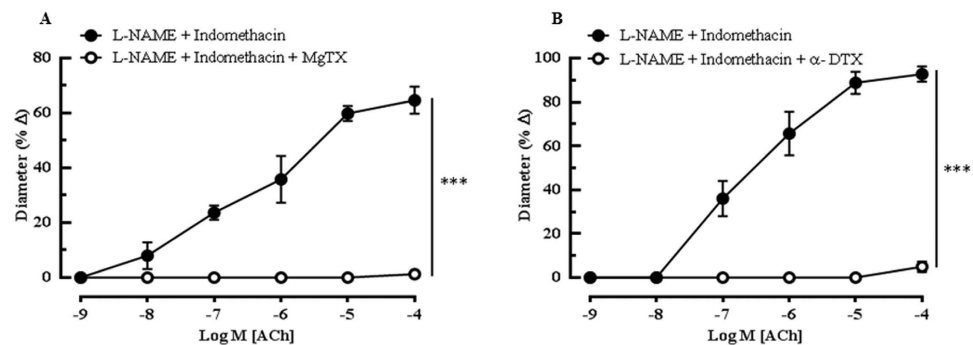 A
L-NAME + Indomethacin
L-NAME + Indomethacin + MgTX
Diameter (% Δ)
80
60
40
20
0
-9 -8 -7 -6 -5 -4
Log M [ACh]
***
B
L-NAME + Indomethacin
L-NAME + Indomethacin + α- DTX
Diameter (% Δ)
100
80
60
40
20
0
-9 -8 -7 -6 -5 -4
Log M [ACh]
***